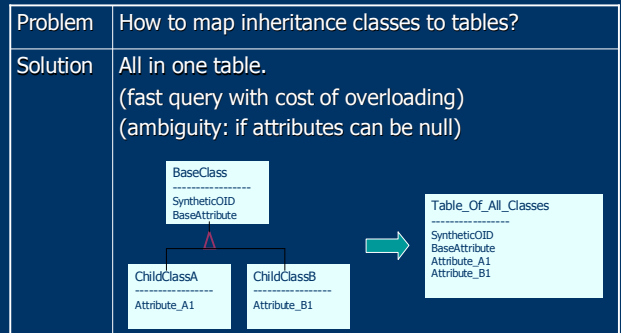 Problem How to map inheritance classes to tables?
Solution All in one table.
(fast query with cost of overloading)
(ambiguity: if attributes can be null)
BaseClass
-----------------
SyntheticOID
BaseAttribute
ChildClassA
-----------------
Attribute_A1
ChildClassB
-----------------
Attribute_B1
Table_Of_All_Classes
-----------------
SyntheticOID
BaseAttribute
Attribute_A1
Attribute_B1